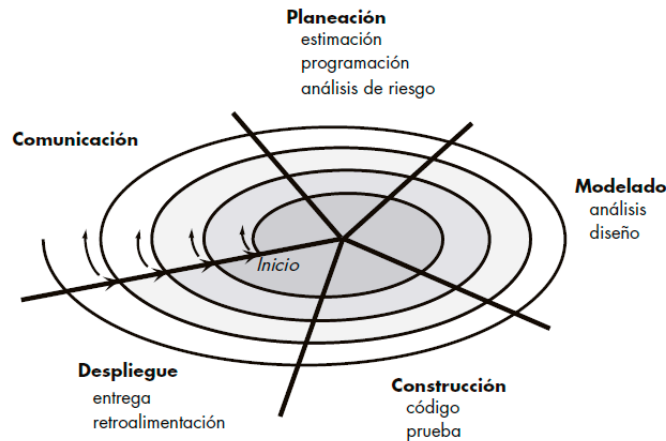 Planeación
estimación
programación
análisis de riesgo
Comunicación
Modelado
análisis
diseño
Inicio
Despliegue
entrega
retroalimentación
Construcción
código
prueba